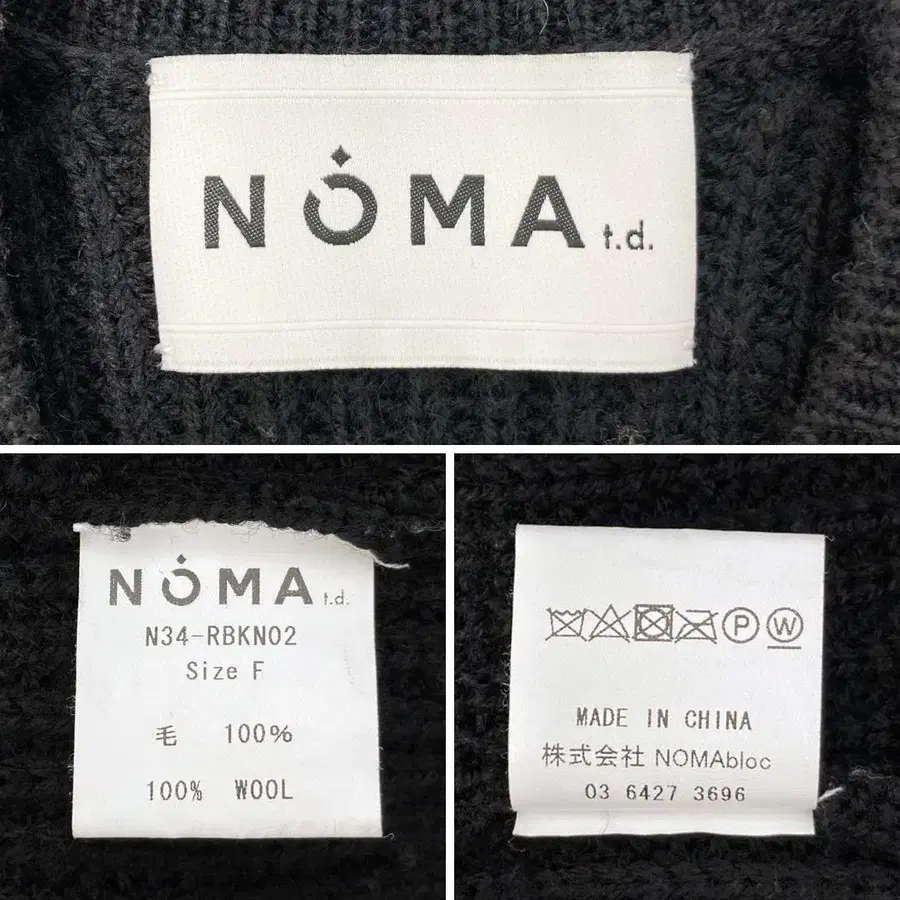 NOMA t.d.
NOMA t.d.
N34-RBKN02
Size F
毛 100%
100% WOOL
P W
MADE IN CHINA
株式会社 NOMAbloc
03 6427 3696